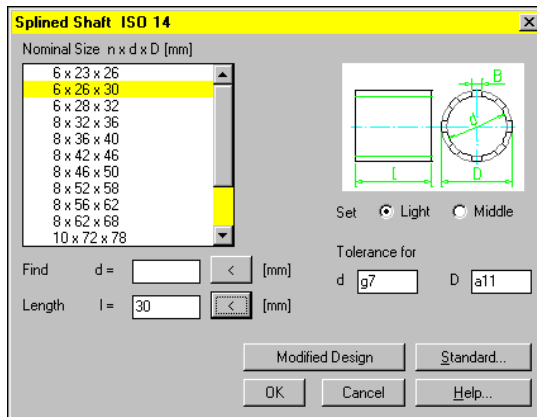 Splined Shaft ISO 14
Nominal Size n x d x D [mm]
6 x 23 x 26
6 x 26 x 30
6 x 28 x 32
8 x 32 x 36
8 x 36 x 40
8 x 42 x 46
8 x 46 x 50
8 x 52 x 58
8 x 56 x 62
8 x 62 x 68
10 x 72 x 78
B
d
l
D
Set Light Middle
Tolerance for
d g7 D a11
Find d = < [mm]
Length l = 30 < [mm]
Modified Design Standard...
OK Cancel Help...